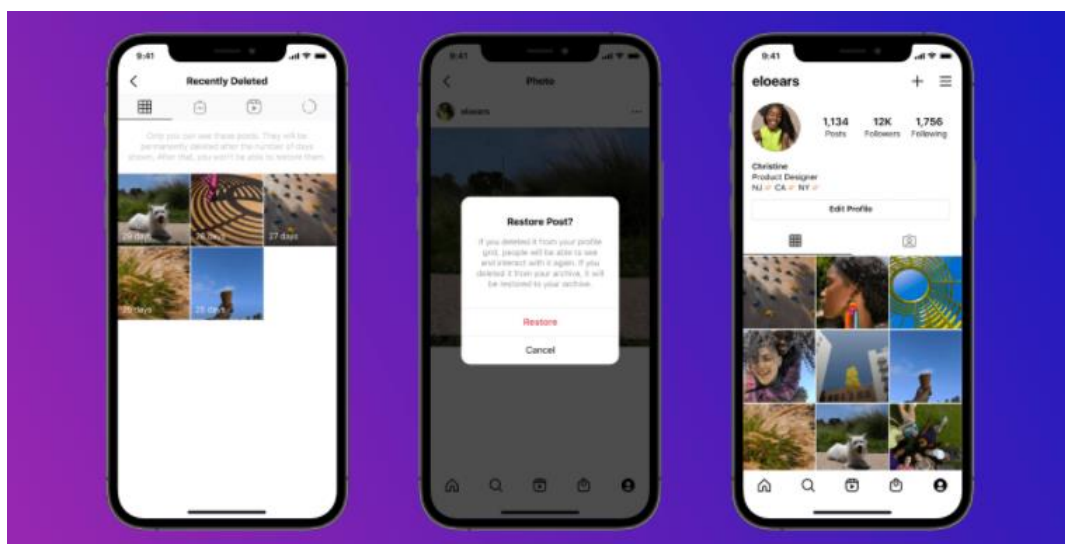 9:41
Recently Deleted
Only you can see these posts. They will be
permanently deleted after the number of days
shown. After that, you won't be able to restore them.
29 days
27 days
25 days
9:41
Photo
eloears
Restore Post?
If you deleted it from your profile
grid, people will be able to see
and interact with it again. If you
deleted it from your archive, it will
be restored to your archive.
Restore
Cancel
9:41
eloears
1,134 12K 1,756
Posts Followers Following
Christine
Product Designer
NJ CA NY
Edit Profile